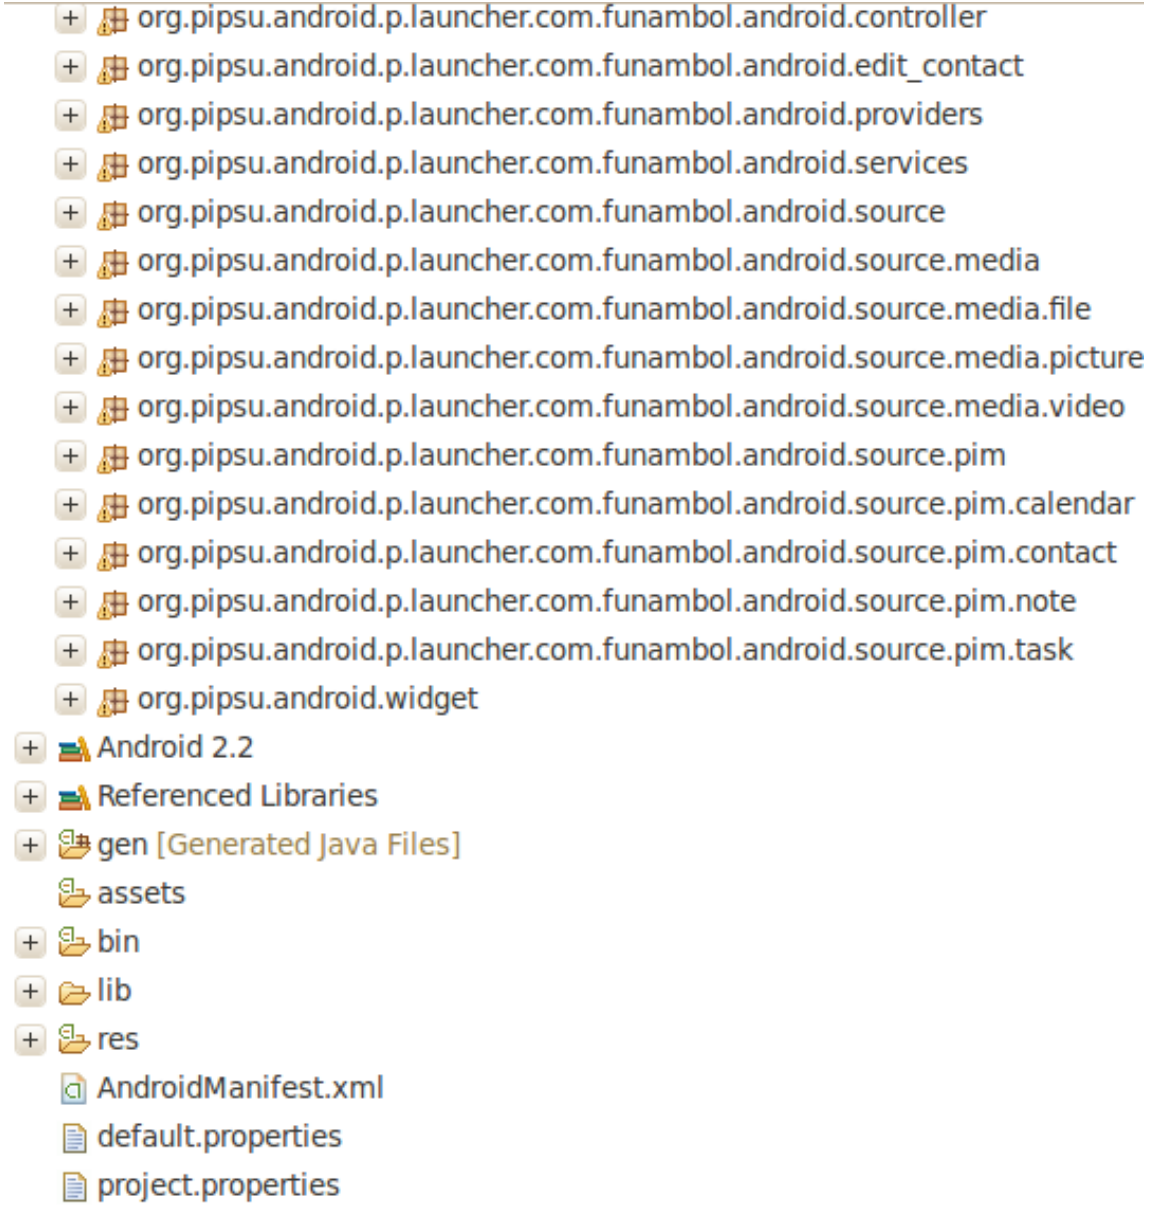 org.pipsu.android.p.launcher.com.funambol.android.controller
org.pipsu.android.p.launcher.com.funambol.android.edit_contact
org.pipsu.android.p.launcher.com.funambol.android.providers
org.pipsu.android.p.launcher.com.funambol.android.services
org.pipsu.android.p.launcher.com.funambol.android.source
org.pipsu.android.p.launcher.com.funambol.android.source.media
org.pipsu.android.p.launcher.com.funambol.android.source.media.file
org.pipsu.android.p.launcher.com.funambol.android.source.media.picture
org.pipsu.android.p.launcher.com.funambol.android.source.media.video
org.pipsu.android.p.launcher.com.funambol.android.source.pim
org.pipsu.android.p.launcher.com.funambol.android.source.pim.calendar
org.pipsu.android.p.launcher.com.funambol.android.source.pim.contact
org.pipsu.android.p.launcher.com.funambol.android.source.pim.note
org.pipsu.android.p.launcher.com.funambol.android.source.pim.task
org.pipsu.android.widget
Android 2.2
Referenced Libraries
gen [Generated Java Files]
assets
bin
lib
res
AndroidManifest.xml
default.properties
project.properties